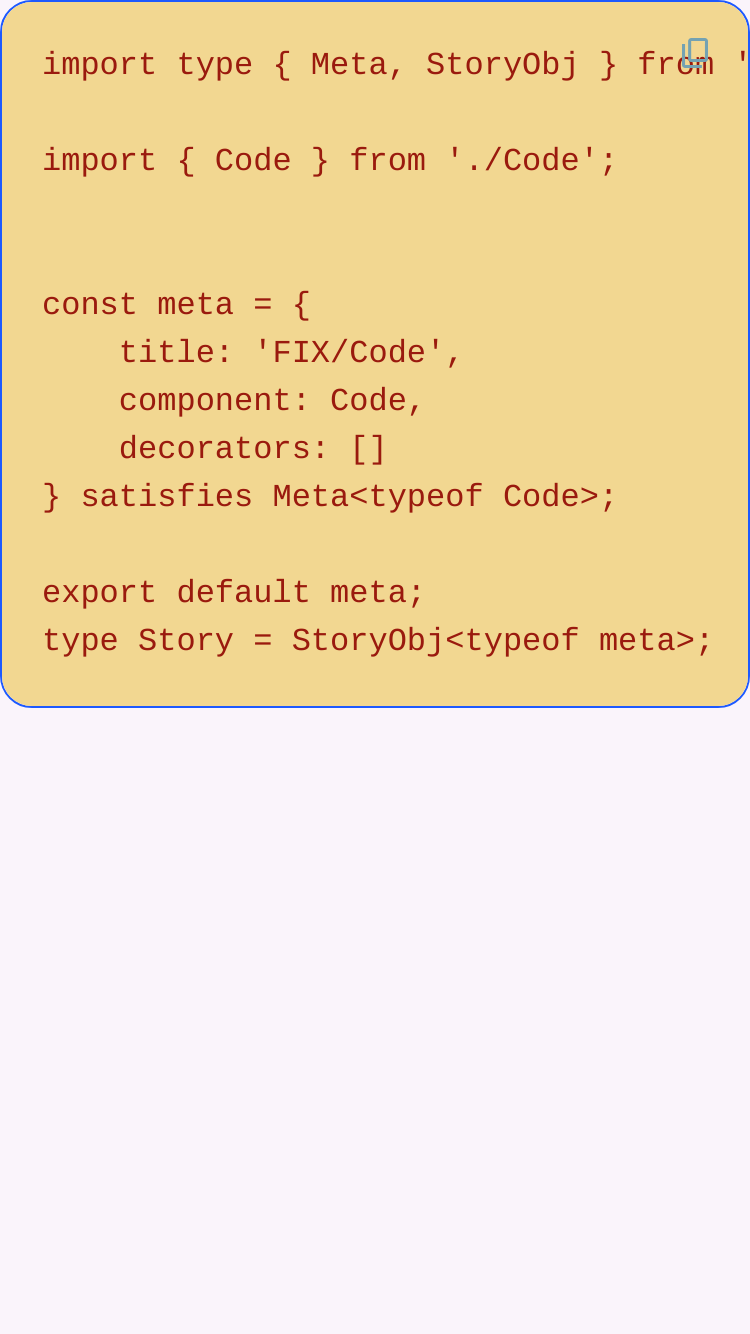 import type { Meta, StoryObj } from '
import { Code } from './Code';
const meta = {
    title: 'FIX/Code',
    component: Code,
    decorators: []
} satisfies Meta<typeof Code>;
export default meta;
type Story = StoryObj<typeof meta>;